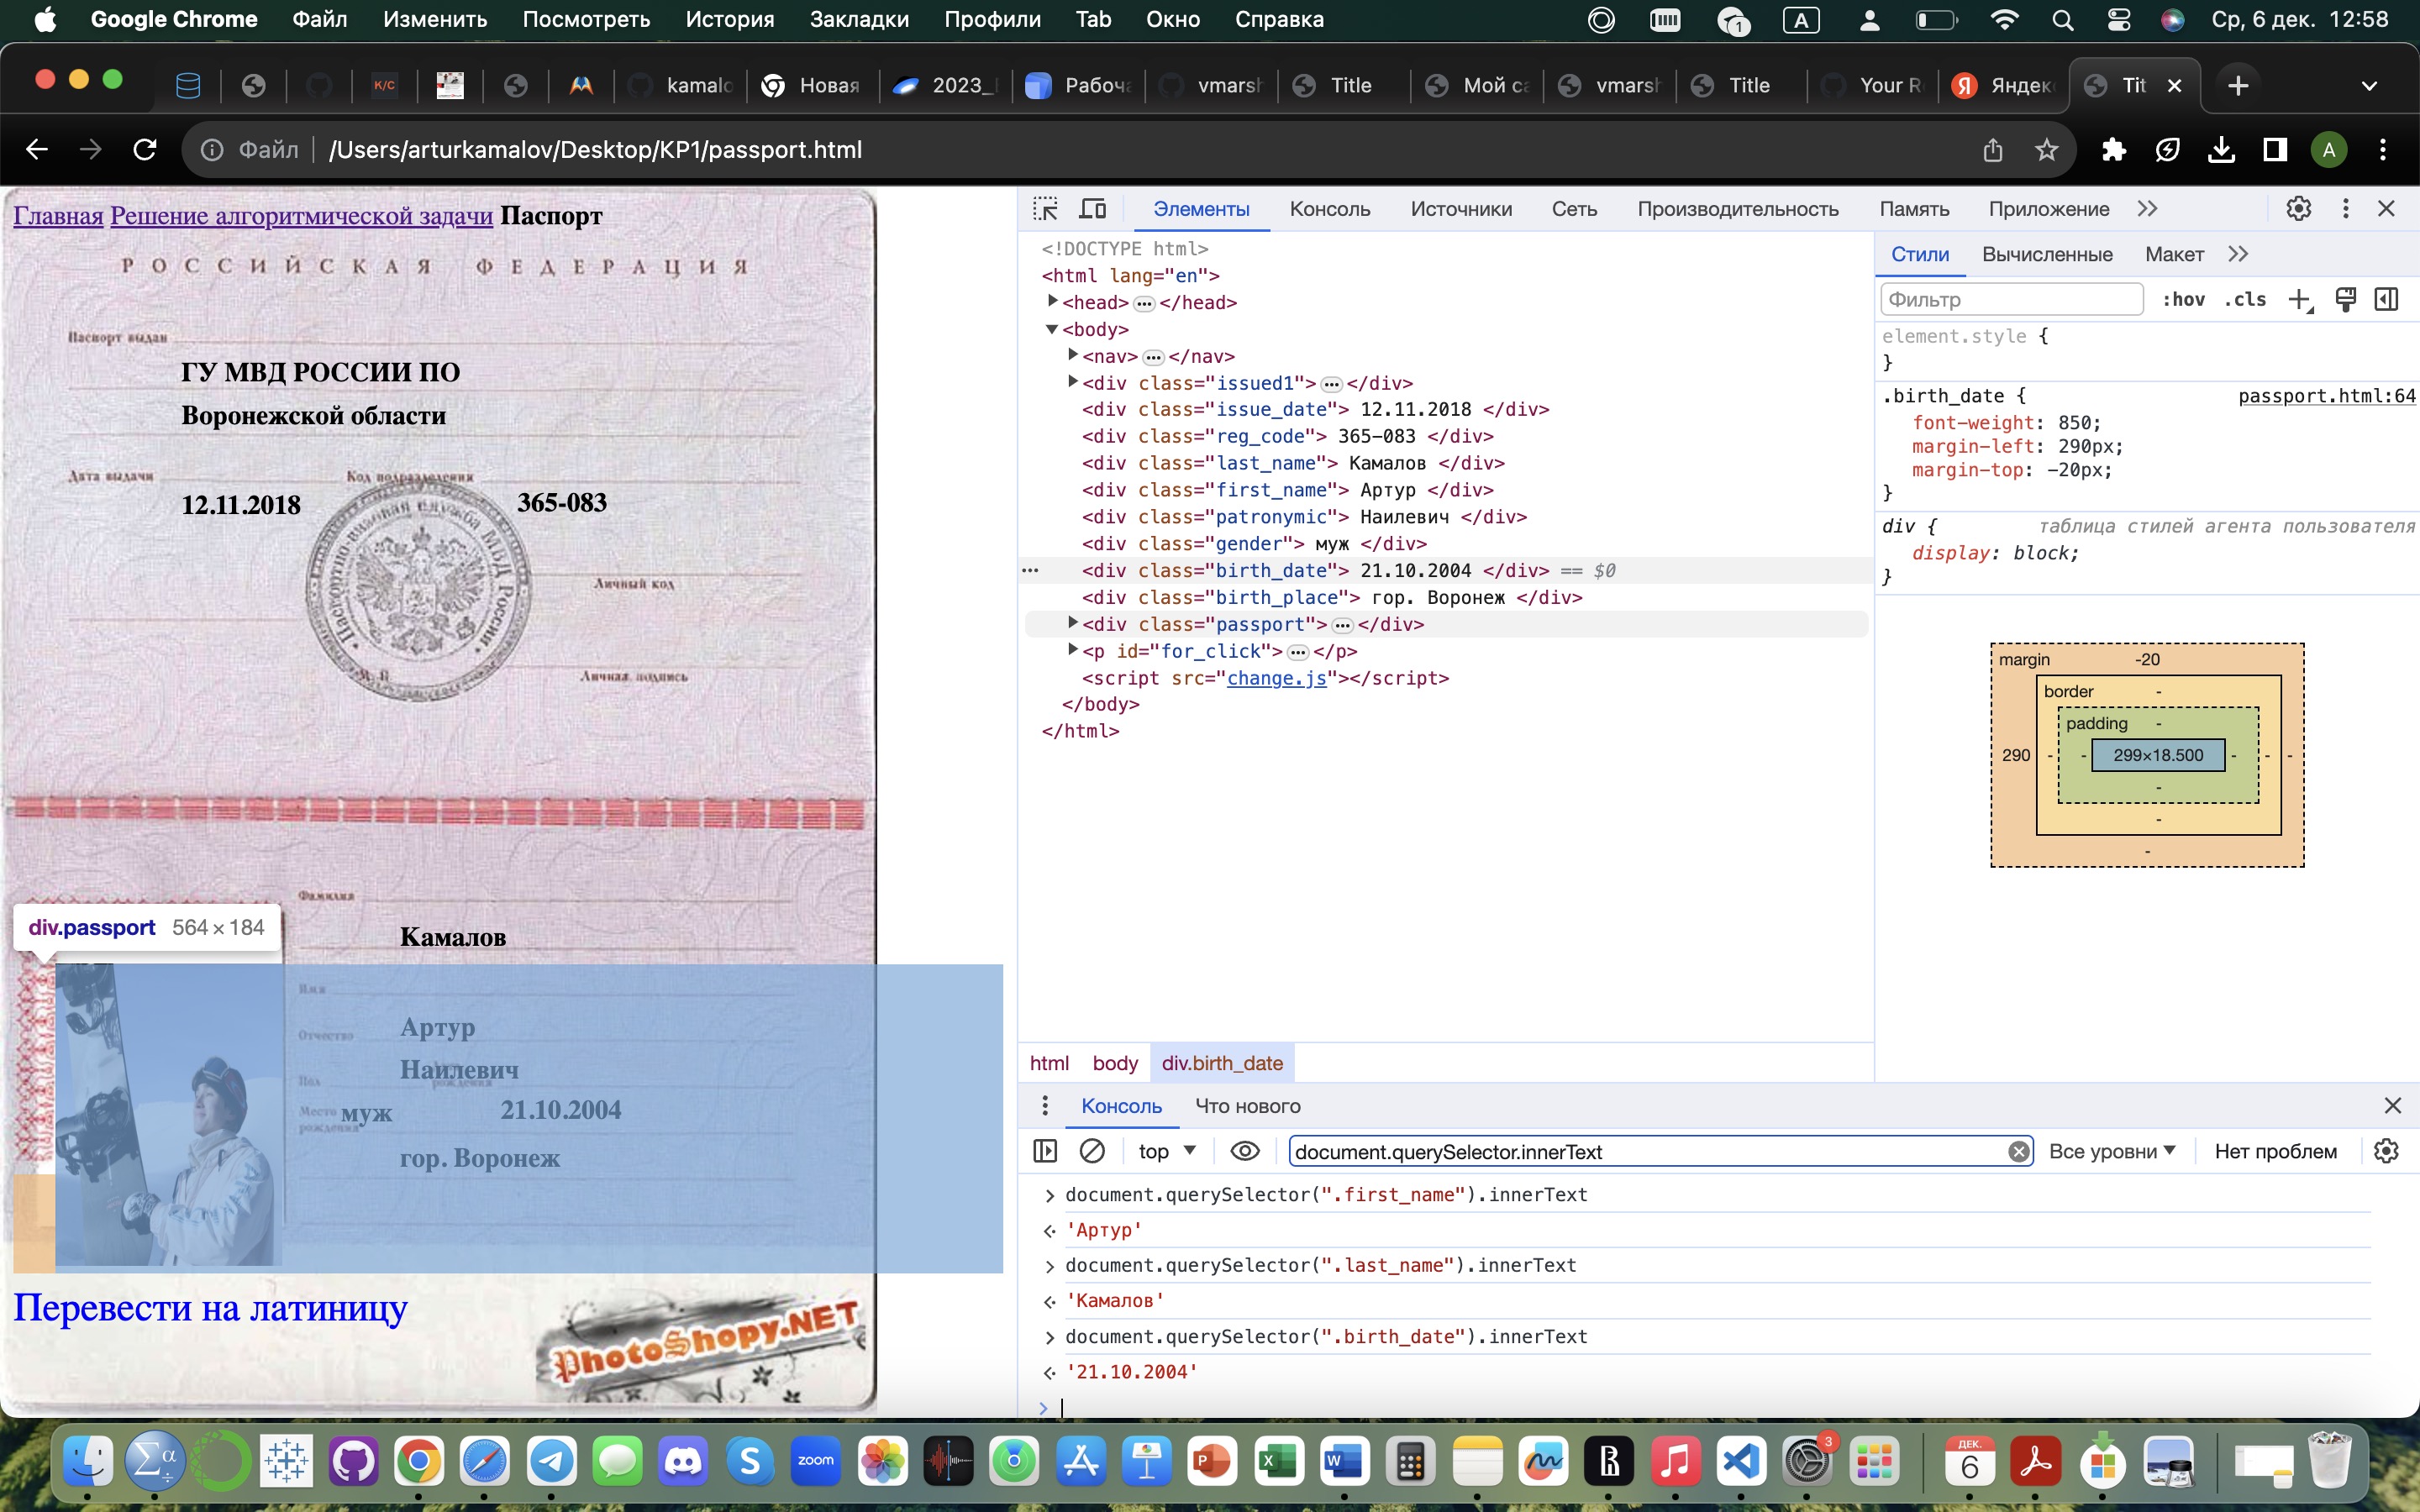 Google Chrome Файл Изменить Посмотреть История Закладки Профили Tab Окно Справка
1 A Ср, 6 дек. 12:58
K/C kamalo Новая 2023_ Рабоча vmarsh Title Мой са vmarsh Title Your R Яндекс Tit
Файл /Users/arturkamalov/Desktop/KP1/passport.html A
Главная Решение алгоритмической задачи Паспорт
РОССИЙСКАЯ ФЕДЕРАЦИЯ
Паспорт выдан
ГУ МВД РОССИИ ПО
Воронежской области
Дата выдачи Код подразделения
12.11.2018 365-083
Паспортно-визовая служба МВД России
Личный код
М. П. Личная подпись
Фамилия
div.passport 564 × 184
Камалов
Имя
Артур
Отчество
Наилевич
Пол рождения
Место муж 21.10.2004
рождения
гор. Воронеж
Перевести на латиницу
PhotoShopy.NET
Элементы Консоль Источники Сеть Производительность Память Приложение
<!DOCTYPE html>
<html lang="en">
<head>…</head>
<body>
<nav>…</nav>
<div class="issued1">…</div>
<div class="issue_date"> 12.11.2018 </div>
<div class="reg_code"> 365-083 </div>
<div class="last_name"> Камалов </div>
<div class="first_name"> Артур </div>
<div class="patronymic"> Наилевич </div>
<div class="gender"> муж </div>
<div class="birth_date"> 21.10.2004 </div> == $0
<div class="birth_place"> гор. Воронеж </div>
<div class="passport">…</div>
<p id="for_click">…</p>
<script src="change.js"></script>
</body>
</html>
html body div.birth_date
Стили Вычисленные Макет
Фильтр :hov .cls
element.style {
}
.birth_date { passport.html:64
font-weight: 850;
margin-left: 290px;
margin-top: -20px;
}
div { таблица стилей агента пользователя
display: block;
}
margin -20
border -
padding -
290 - - 299×18.500 - - -
-
-
-
Консоль Что нового
top document.querySelector.innerText Все уровни Нет проблем
document.querySelector(".first_name").innerText
'Артур'
document.querySelector(".last_name").innerText
'Камалов'
document.querySelector(".birth_date").innerText
'21.10.2004'
zoom P X W 3 ДЕК. 6